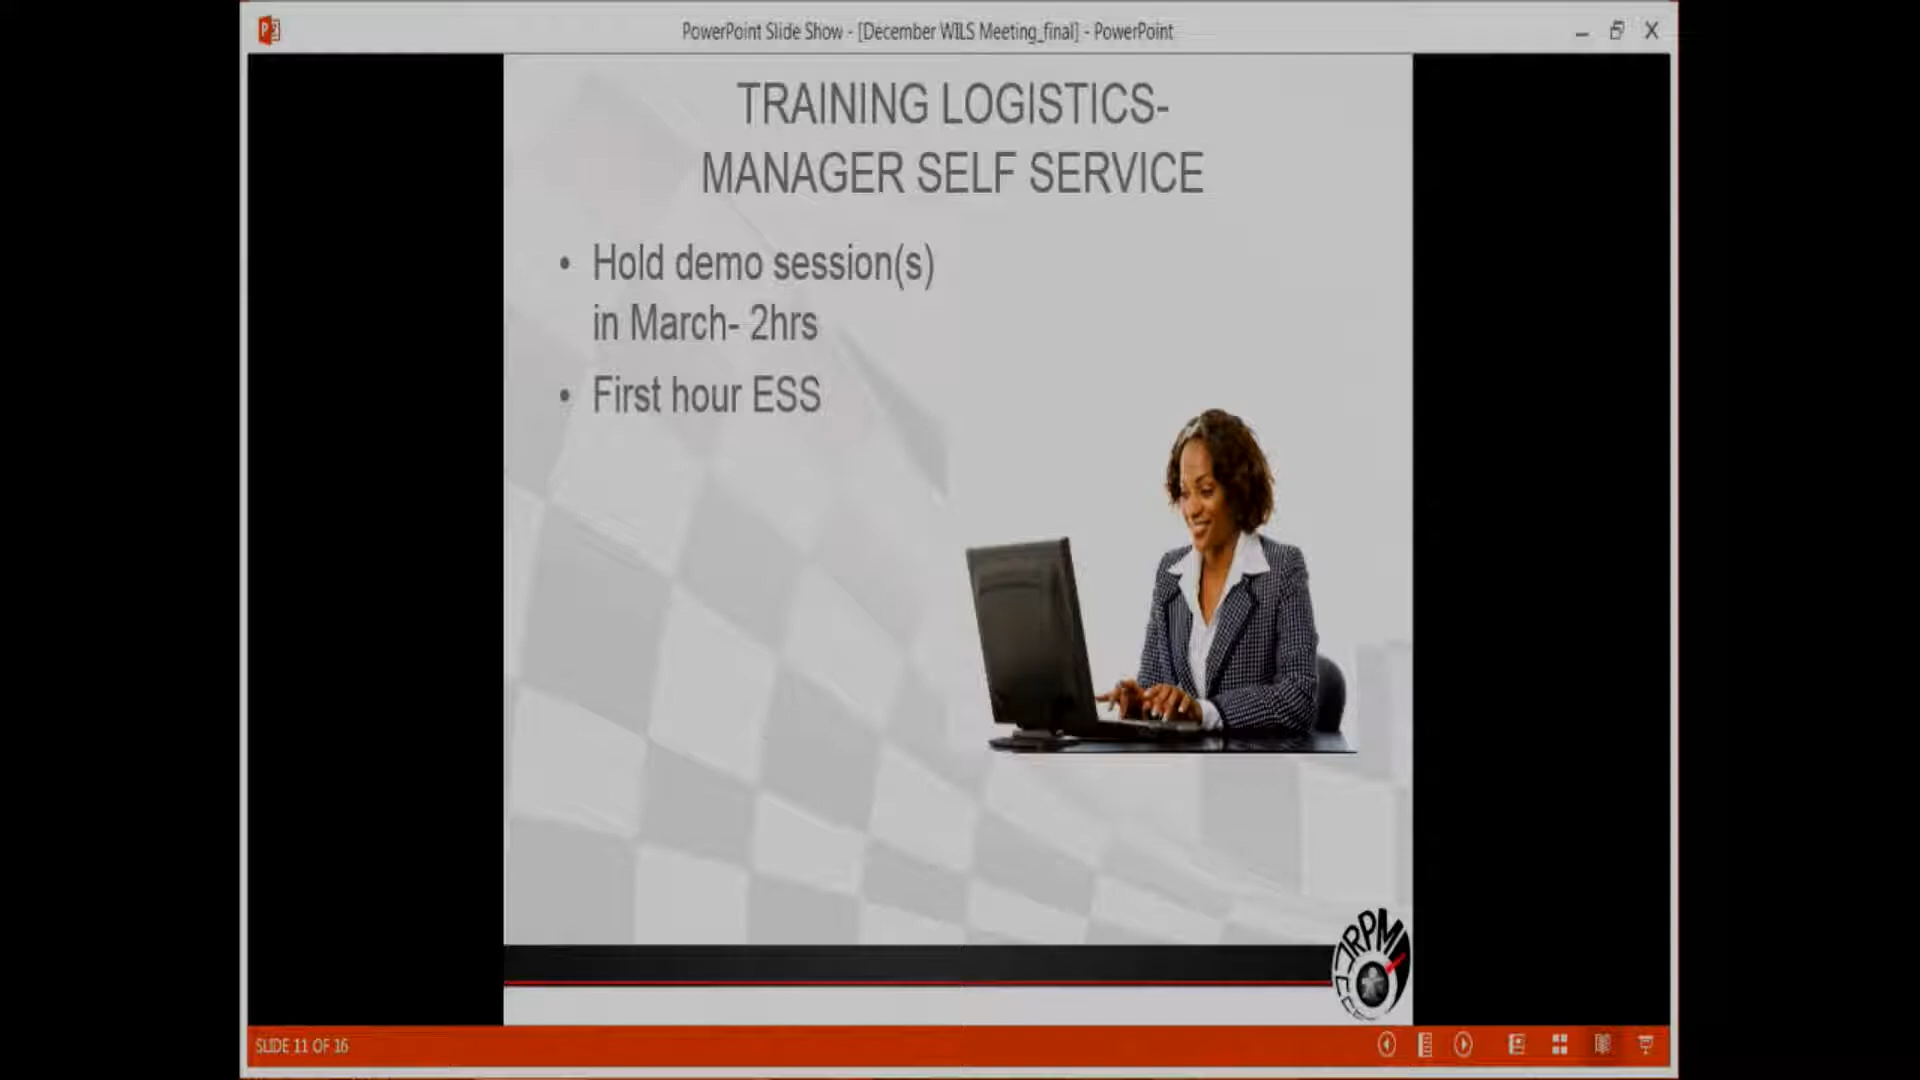 PowerPoint Slide Show - [December WILS Meeting_final] - PowerPoint
TRAINING LOGISTICS-
MANAGER SELF SERVICE
• Hold demo session(s)
in March- 2hrs
• First hour ESS
RPM
SLIDE 11 OF 16